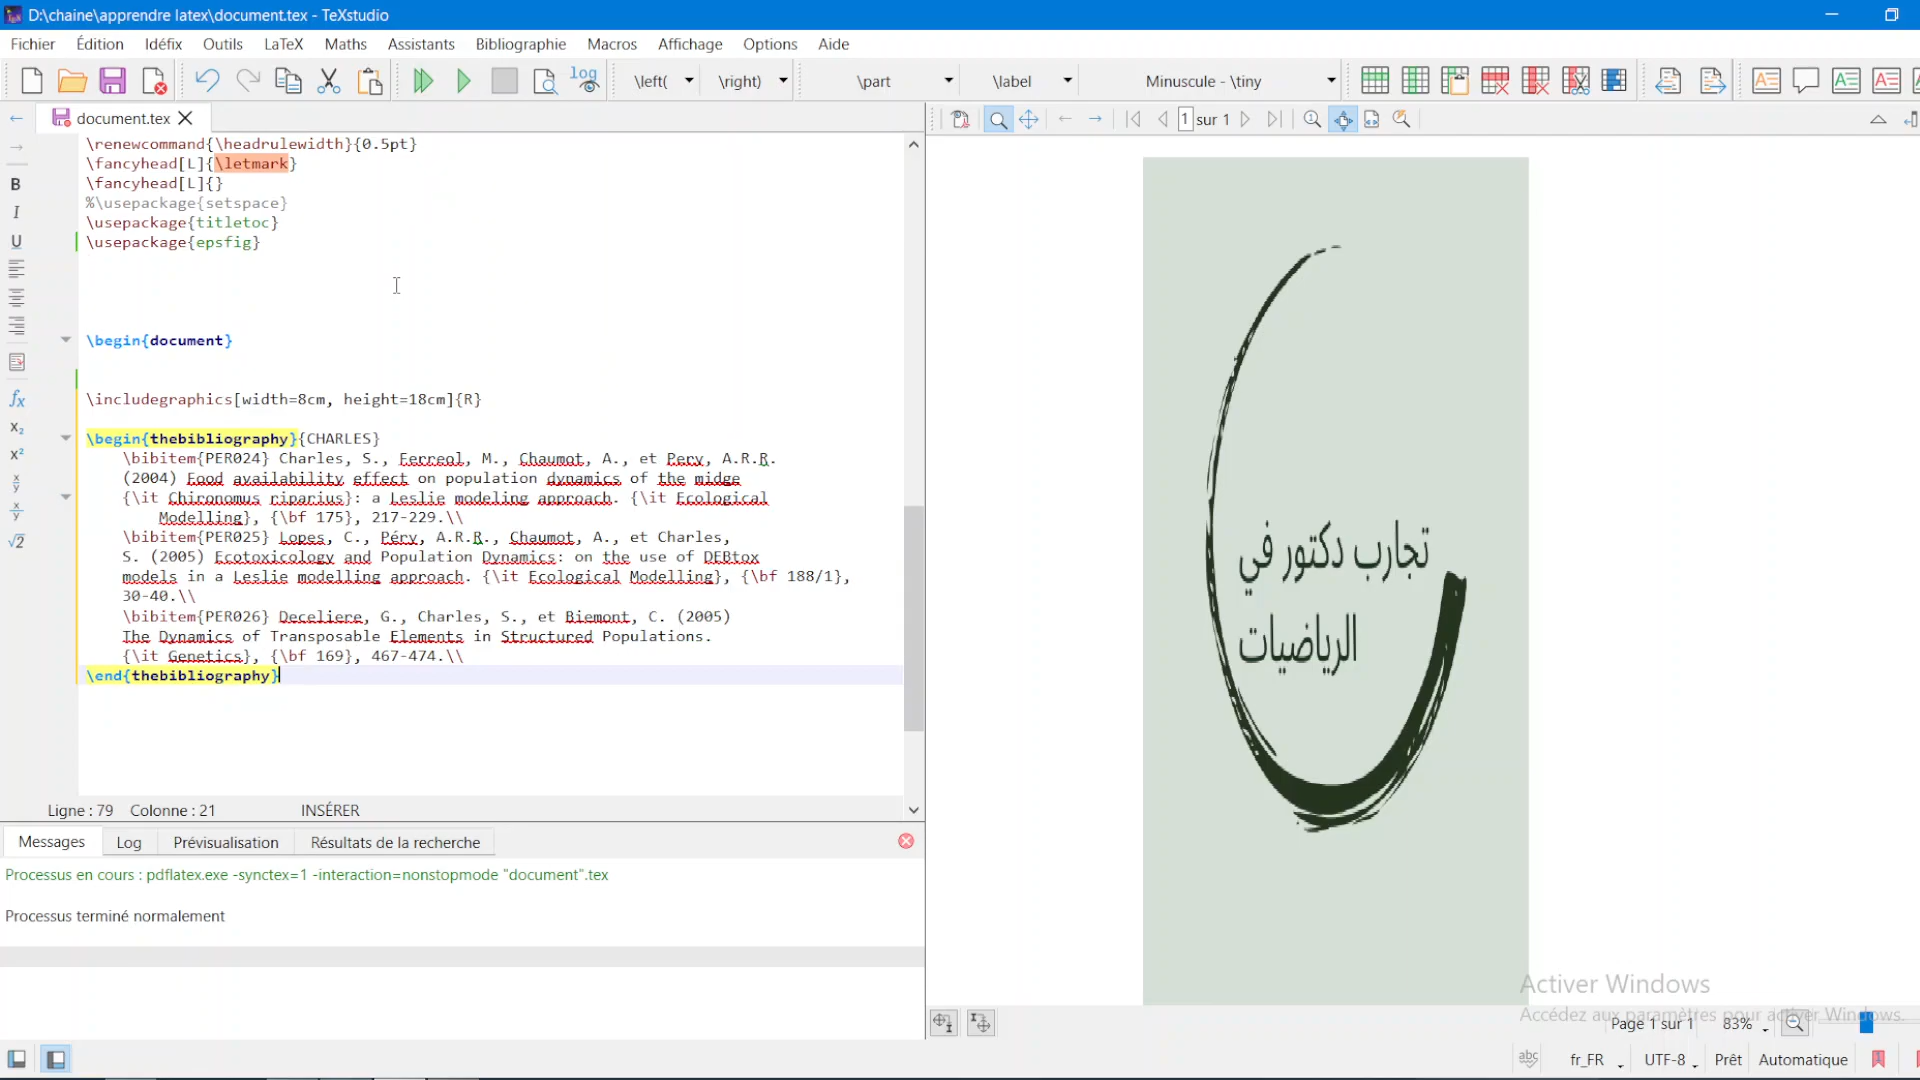 D:\chaine\apprendre latex\document.tex - TeXstudio
Fichier Édition Idéfix Outils LaTeX Maths Assistants Bibliographie Macros Affichage Options Aide
log \left( \right) \part \label Minuscule - \tiny
document.tex
1 sur 1
\renewcommand{\headrulewidth}{0.5pt}
\fancyhead[L]{\letmark}
\fancyhead[L]{}
%\usepackage{setspace}
\usepackage{titletoc}
\usepackage{epsfig}
\begin{document}
\includegraphics[width=8cm, height=18cm]{R}
\begin{thebibliography}{CHARLES}
\bibitem{PER024} Charles, S., Ferreol, M., Chaumot, A., et Pery, A.R.R.
(2004) Food availability effect on population dynamics of the midge
{\it Chironomus riparius}: a Leslie modeling approach. {\it Ecological
Modelling}, {\bf 175}, 217-229.\\
\bibitem{PER025} Lopes, C., Péry, A.R.R., Chaumot, A., et Charles,
S. (2005) Ecotoxicology and Population Dynamics: on the use of DEBtox
models in a Leslie modelling approach. {\it Ecological Modelling}, {\bf 188/1},
30-40.\\
\bibitem{PER026} Deceliere, G., Charles, S., et Biemont, C. (2005)
The Dynamics of Transposable Elements in Structured Populations.
{\it Genetics}, {\bf 169}, 467-474.\\
\end{thebibliography}
Ligne : 79 Colonne : 21 INSÉRER
Messages Log Prévisualisation Résultats de la recherche
Processus en cours : pdflatex.exe -synctex=1 -interaction=nonstopmode "document".tex
Processus terminé normalement
تجارب دكتور في
الرياضيات
Activer Windows
Accédez aux paramètres pour activer Windows.
Page 1 sur 1 83%
fr_FR UTF-8 Prêt Automatique